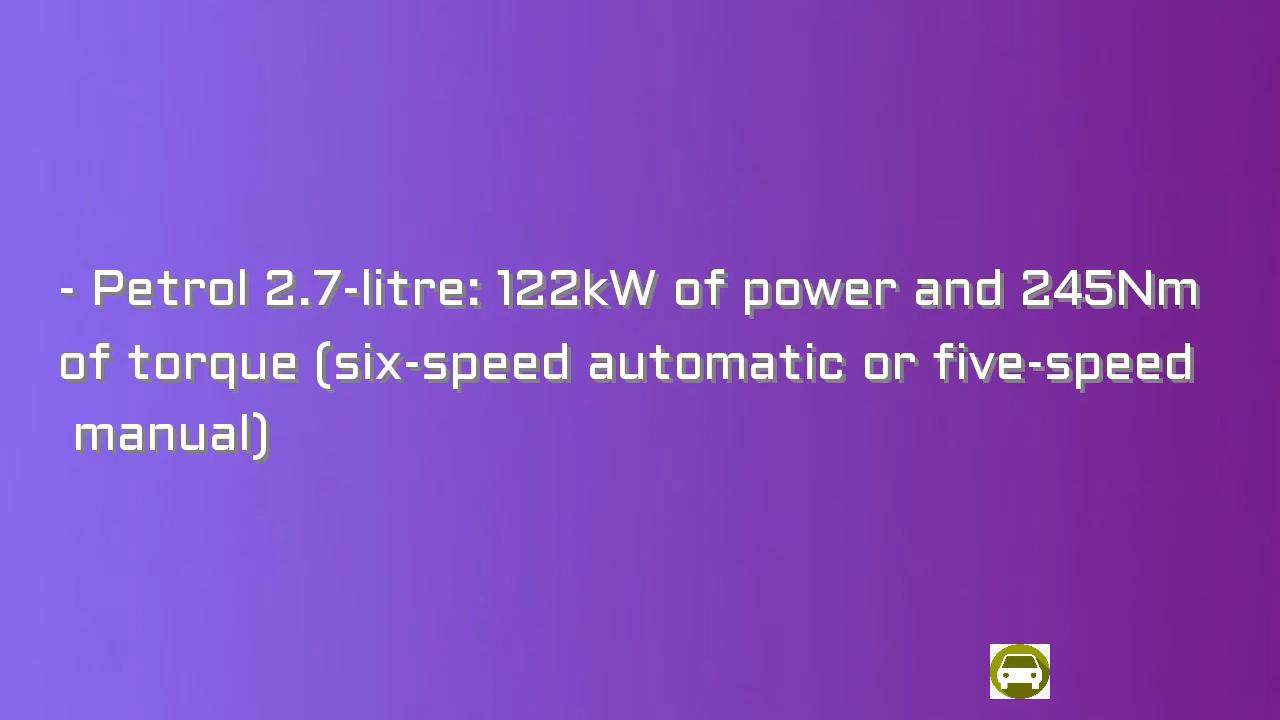 - Petrol 2.7-litre: 122kW of power and 245Nm
of torque (six-speed automatic or five-speed
manual)